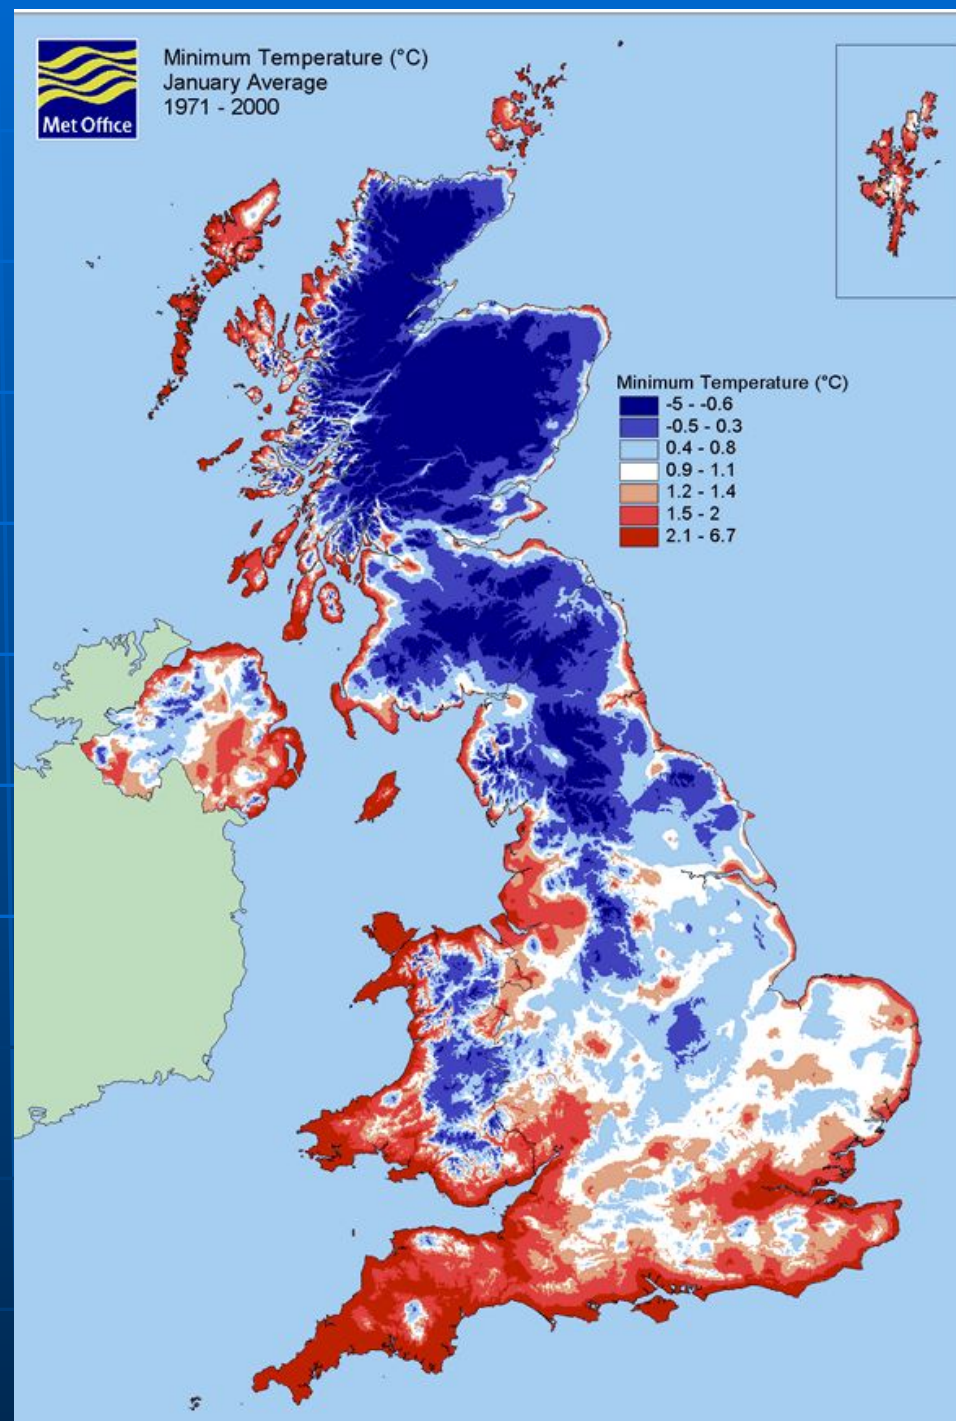 Met Office
Minimum Temperature (°C)
January Average
1971 - 2000
Minimum Temperature (°C)
-5 - -0.6
-0.5 - 0.3
0.4 - 0.8
0.9 - 1.1
1.2 - 1.4
1.5 - 2
2.1 - 6.7